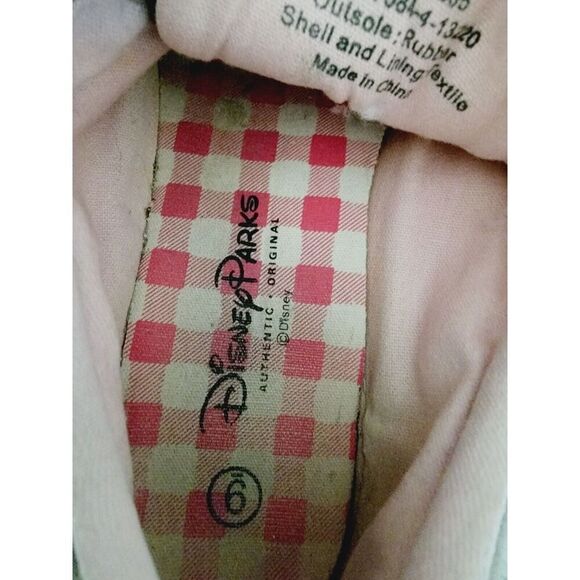 Outsole: Rubber
Shell and Lining Textile
Made in China
Disney Parks
AUTHENTIC · ORIGINAL
©Disney
6